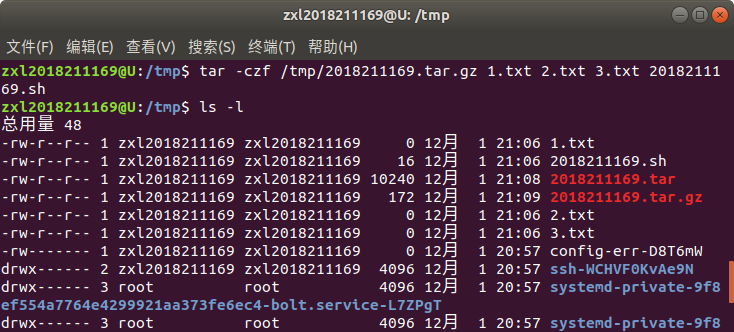 zxl2018211169@U: /tmp
文件(F) 编辑(E) 查看(V) 搜索(S) 终端(T) 帮助(H)
zxl2018211169@U:/tmp$ tar -czf /tmp/2018211169.tar.gz 1.txt 2.txt 3.txt 20182111
69.sh
zxl2018211169@U:/tmp$ ls -l
总用量 48
-rw-r--r-- 1 zxl2018211169 zxl2018211169     0 12月  1 21:06 1.txt
-rw-r--r-- 1 zxl2018211169 zxl2018211169    16 12月  1 21:06 2018211169.sh
-rw-r--r-- 1 zxl2018211169 zxl2018211169 10240 12月  1 21:08 2018211169.tar
-rw-r--r-- 1 zxl2018211169 zxl2018211169   172 12月  1 21:09 2018211169.tar.gz
-rw-r--r-- 1 zxl2018211169 zxl2018211169     0 12月  1 21:06 2.txt
-rw-r--r-- 1 zxl2018211169 zxl2018211169     0 12月  1 21:06 3.txt
-rw------- 1 zxl2018211169 zxl2018211169     0 12月  1 20:57 config-err-D8T6mW
drwx------ 2 zxl2018211169 zxl2018211169  4096 12月  1 20:57 ssh-WCHVF0KvAe9N
drwx------ 3 root          root           4096 12月  1 20:57 systemd-private-9f8
ef554a7764e4299921aa373fe6ec4-bolt.service-L7ZPgT
drwx------ 3 root          root           4096 12月  1 20:57 systemd-private-9f8